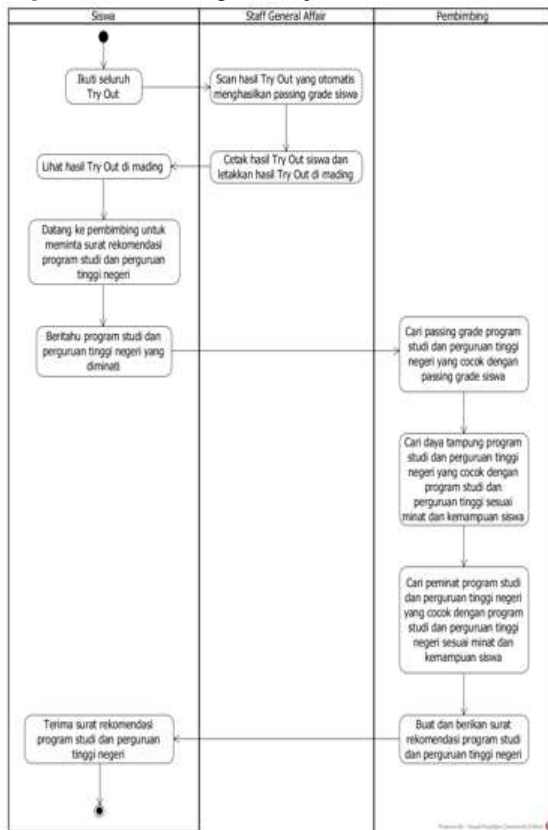 Siswa
Staff General Affair
Pembimbing
Ikuti seluruh
Try Out
Scan hasil Try Out yang otomatis
menghasilkan passing grade siswa
Cetak hasil Try Out siswa dan
letakkan hasil Try Out di mading
Lihat hasil Try Out di mading
Datang ke pembimbing untuk
meminta surat rekomendasi
program studi dan perguruan
tinggi negeri
Beritahu program studi dan
perguruan tinggi negeri yang
diminati
Cari passing grade program
studi dan perguruan tinggi
negeri yang cocok dengan
passing grade siswa
Cari daya tampung program
studi dan perguruan tinggi
negeri yang cocok dengan
program studi dan
perguruan tinggi sesuai
minat dan kemampuan siswa
Cari peminat program studi
dan perguruan tinggi negeri
yang cocok dengan program
studi dan perguruan tinggi
negeri sesuai minat dan
kemampuan siswa
Buat dan berikan surat
rekomendasi program studi
dan perguruan tinggi negeri
Terima surat rekomendasi
program studi dan perguruan
tinggi negeri